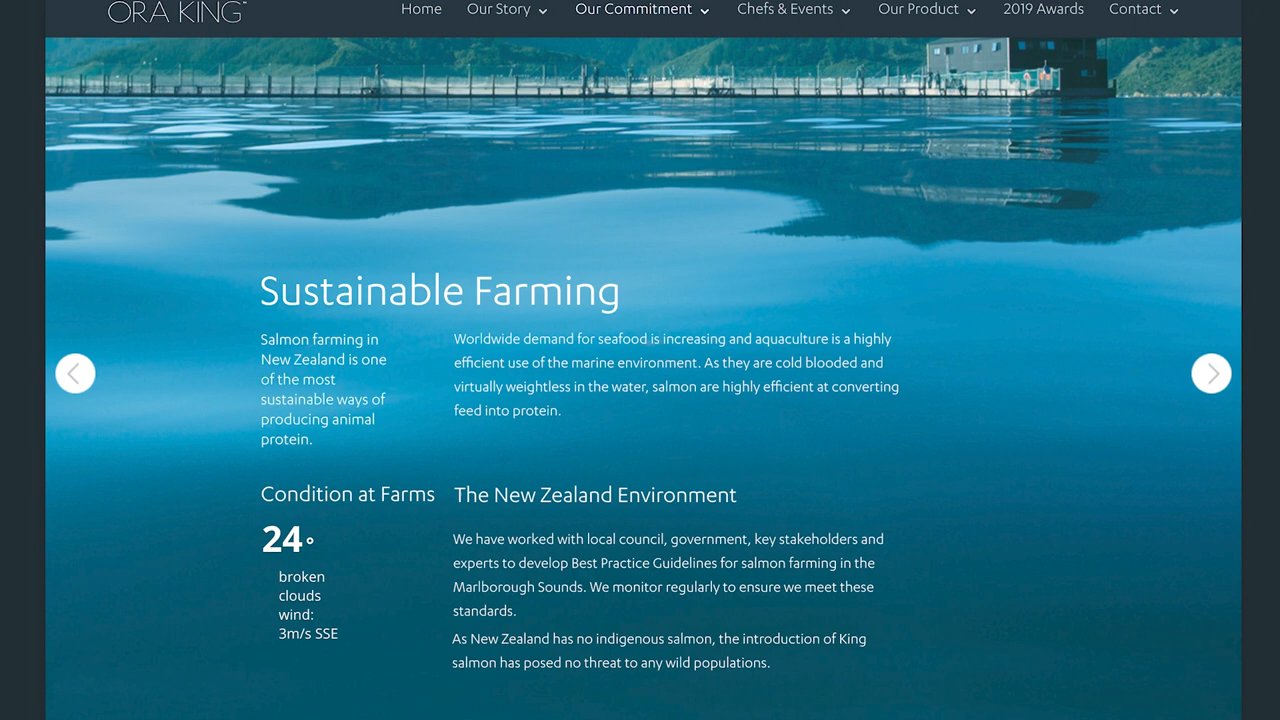 ORA KING™
Home Our Story Our Commitment Chefs & Events Our Product 2019 Awards Contact
Sustainable Farming
Salmon farming in
New Zealand is one
of the most
sustainable ways of
producing animal
protein.
Worldwide demand for seafood is increasing and aquaculture is a highly
efficient use of the marine environment. As they are cold blooded and
virtually weightless in the water, salmon are highly efficient at converting
feed into protein.
Condition at Farms
24°
broken
clouds
wind:
3m/s SSE
The New Zealand Environment
We have worked with local council, government, key stakeholders and
experts to develop Best Practice Guidelines for salmon farming in the
Marlborough Sounds. We monitor regularly to ensure we meet these
standards.
As New Zealand has no indigenous salmon, the introduction of King
salmon has posed no threat to any wild populations.